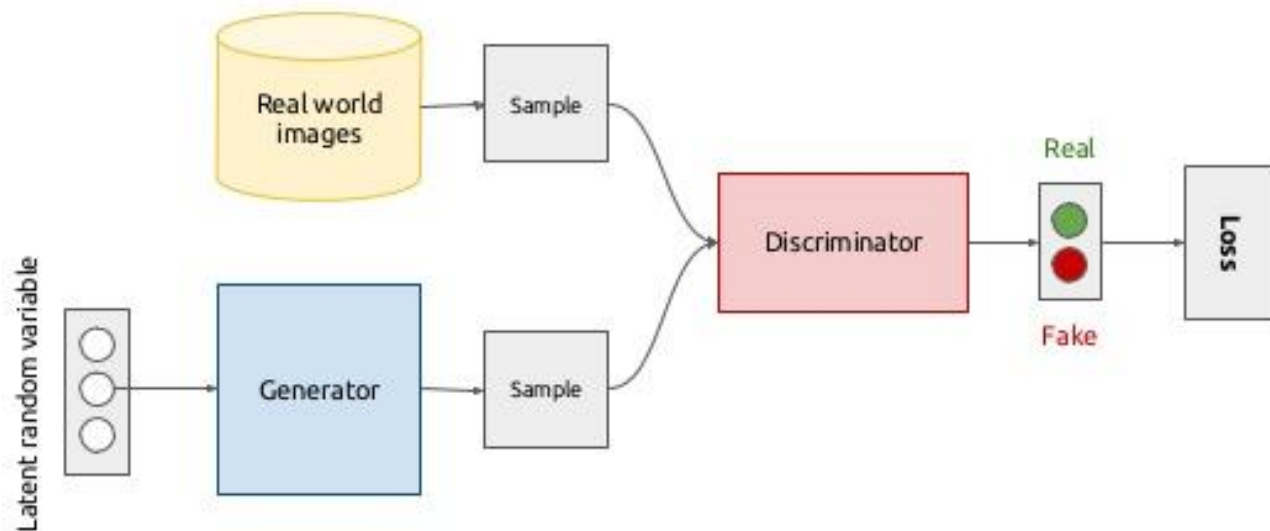 Real world
images
Sample
Real
Discriminator
Loss
Fake
Latent random variable
Generator
Sample